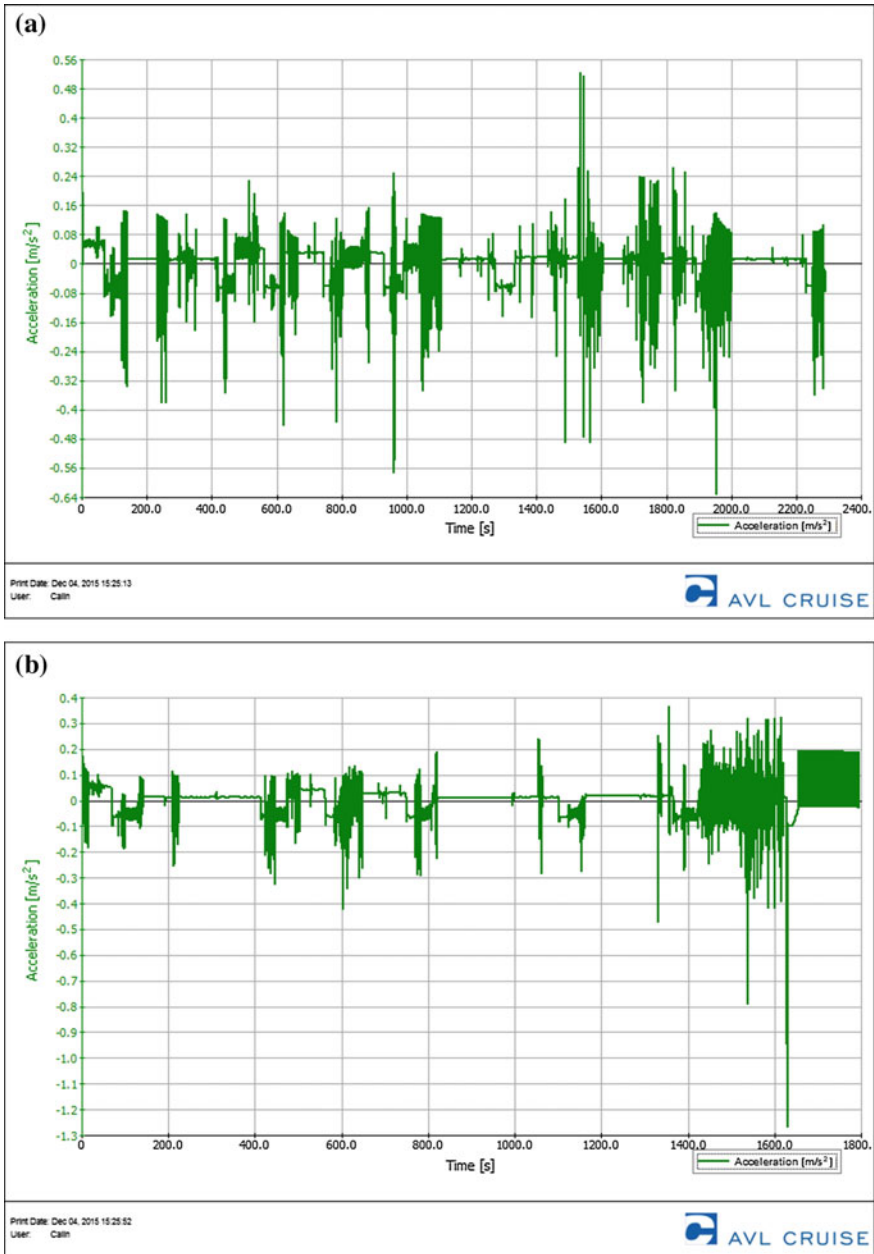 (a)
0.56
0.48
0.4
0.32
0.24
0.16
0.08
0
-0.08
-0.16
-0.24
-0.32
-0.4
-0.48
-0.56
-0.64
Acceleration [m/s²]
200.0 400.0 600.0 800.0 1000.0 1200.0 1400.0 1600.0 1800.0 2000.0 2200.0 2400.
Time [s]
Acceleration [m/s²]
Print Date: Dec 04, 2015 15:25:13
User: Calin
AVL CRUISE
(b)
0.4
0.3
0.2
0.1
0
-0.1
-0.2
-0.3
-0.4
-0.5
-0.6
-0.7
-0.8
-0.9
-1.0
-1.1
-1.2
-1.3
Acceleration [m/s²]
0 200.0 400.0 600.0 800.0 1000.0 1200.0 1400.0 1600.0 1800.
Time [s]
Acceleration [m/s²]
Print Date: Dec 04, 2015 15:25:52
User: Calin
AVL CRUISE